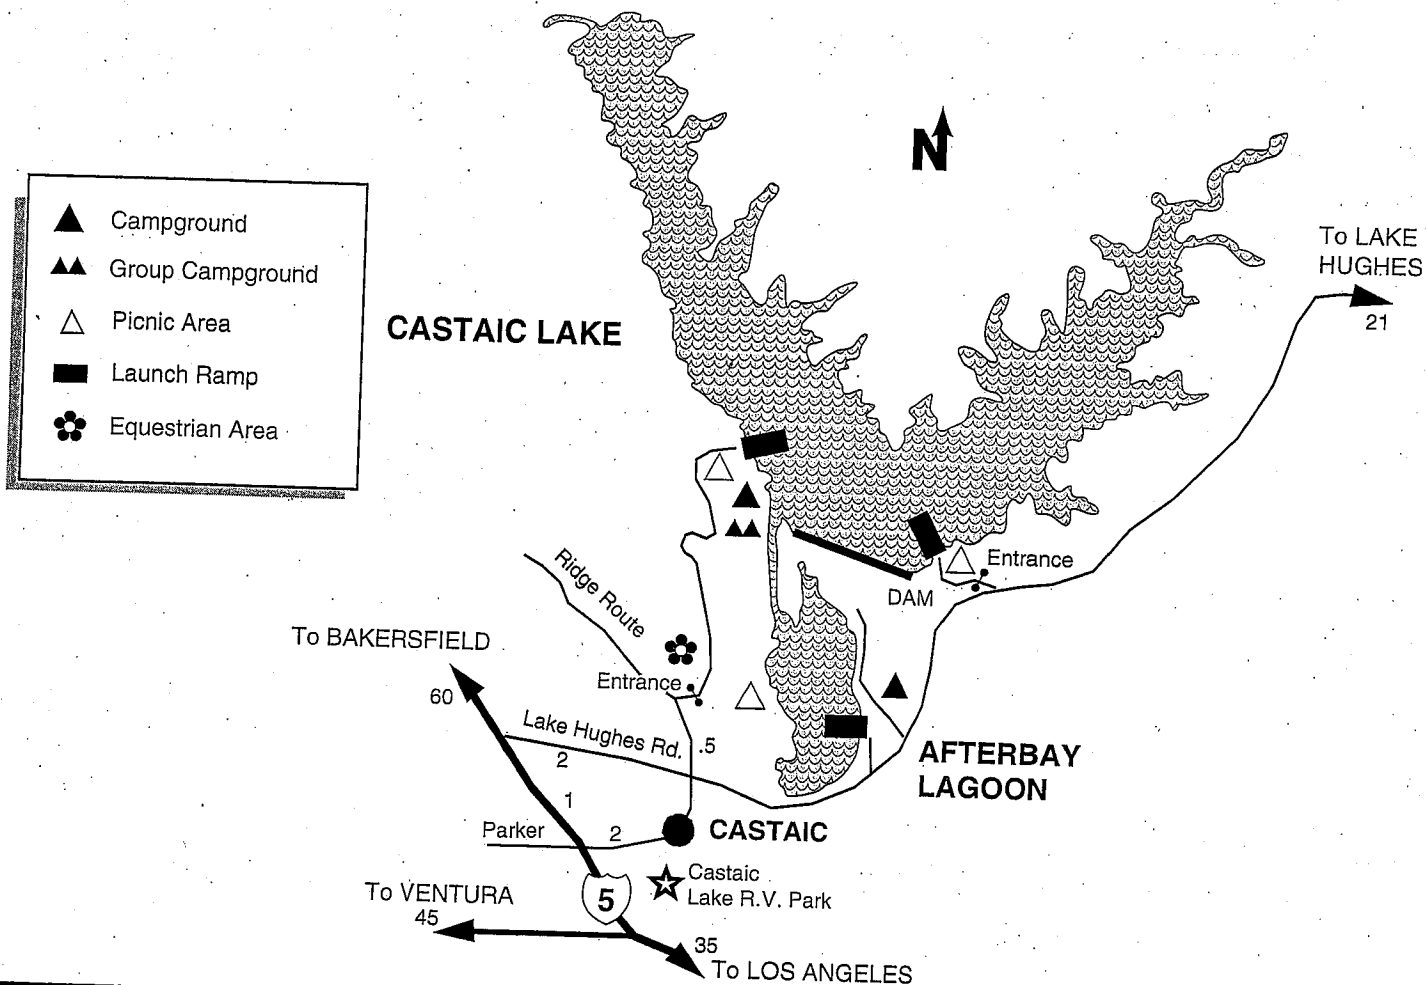 N
To LAKE
HUGHES
21
Campground
Group Campground
Picnic Area
Launch Ramp
Equestrian Area
CASTAIC LAKE
Entrance
DAM
Ridge Route
To BAKERSFIELD
60
Entrance
Lake Hughes Rd.
.5
2
AFTERBAY
LAGOON
1
Parker
2
CASTAIC
5
Castaic
Lake R.V. Park
To VENTURA
45
35
To LOS ANGELES